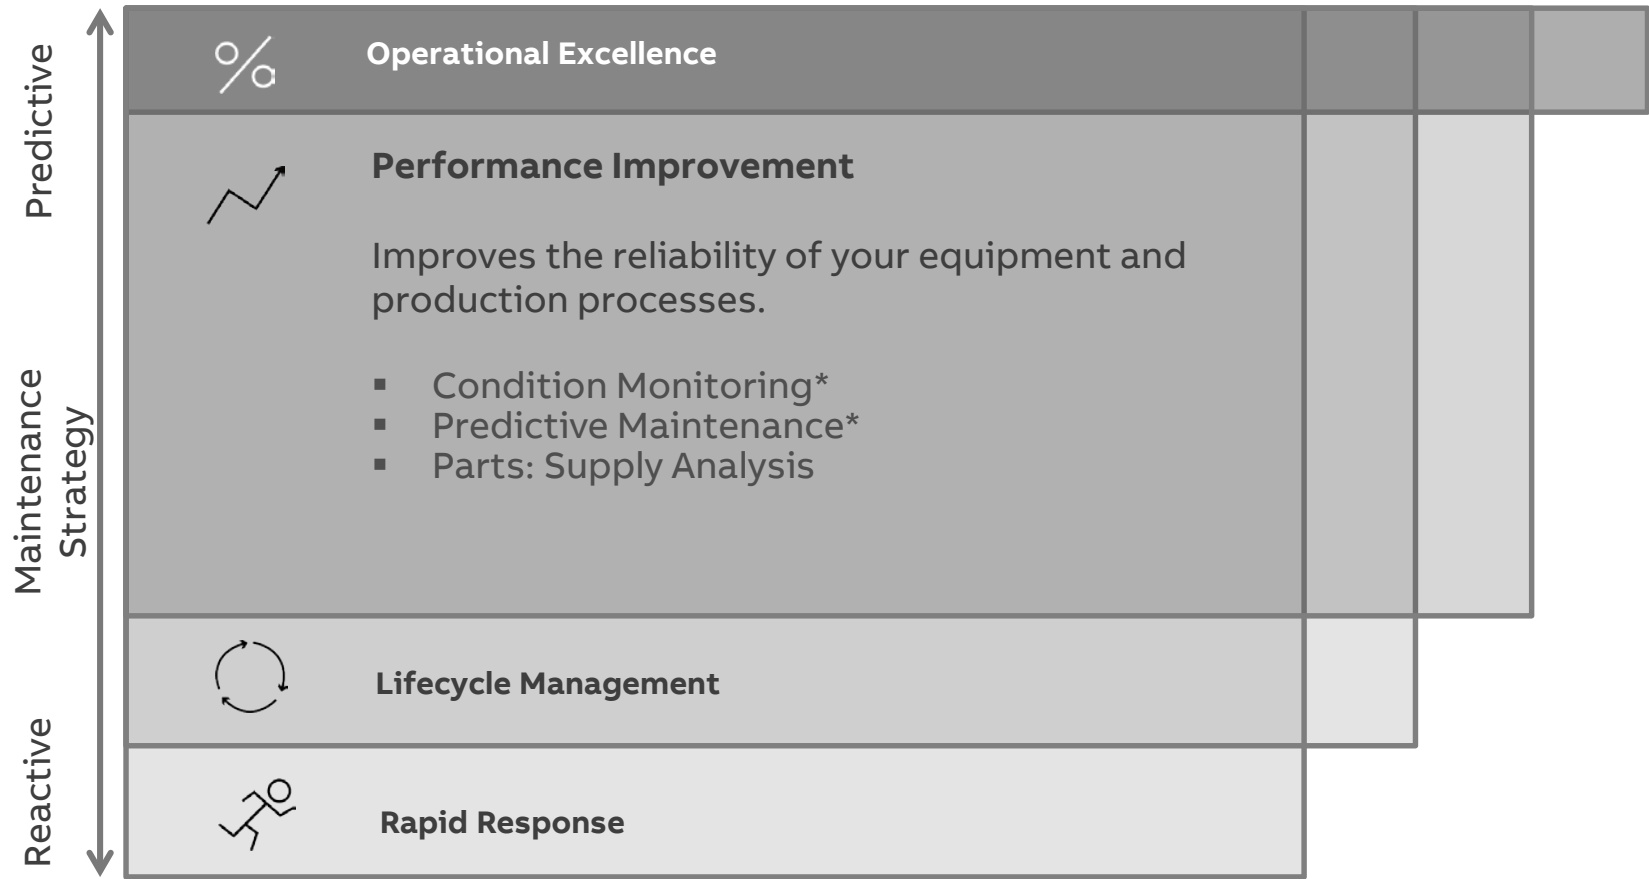 Predictive
Maintenance
Strategy
Reactive
Operational Excellence
Performance Improvement
Improves the reliability of your equipment and
production processes.
▪ Condition Monitoring*
▪ Predictive Maintenance*
▪ Parts: Supply Analysis
Lifecycle Management
Rapid Response